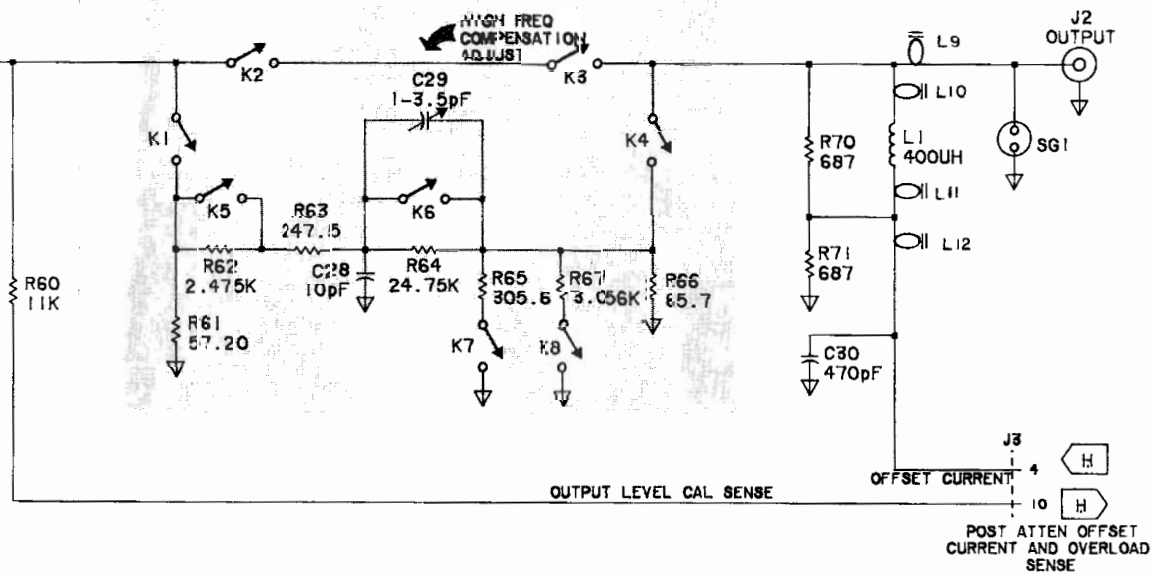 HIGH FREQ
COMPENSATION
ADJUST
J2
OUTPUT
L9
K2
K3
C29
1-3.5pF
L10
K1
K4
R70
687
L1
400UH
SG1
K5
K6
L11
R63
247.5
L12
R62
2.475K
C28
10pF
R64
24.75K
R65
305.6
R67
3.056K
R66
R71
687
R60
11K
R61
57.20
K7
K8
C30
470pF
J3
4
H
OFFSET CURRENT
OUTPUT LEVEL CAL SENSE
10
H
POST ATTEN OFFSET
CURRENT AND OVERLOAD
SENSE